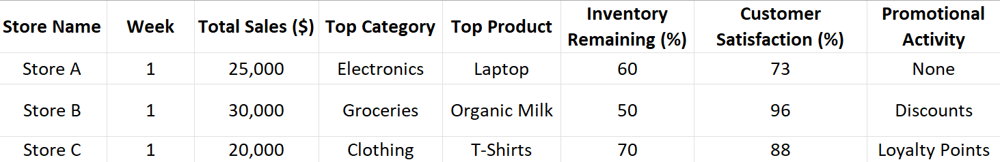 Store Name Week Total Sales ($) Top Category Top Product Inventory Remaining (%) Customer Satisfaction (%) Promotional Activity
Store A 1 25,000 Electronics Laptop 60 73 None
Store B 1 30,000 Groceries Organic Milk 50 96 Discounts
Store C 1 20,000 Clothing T-Shirts 70 88 Loyalty Points